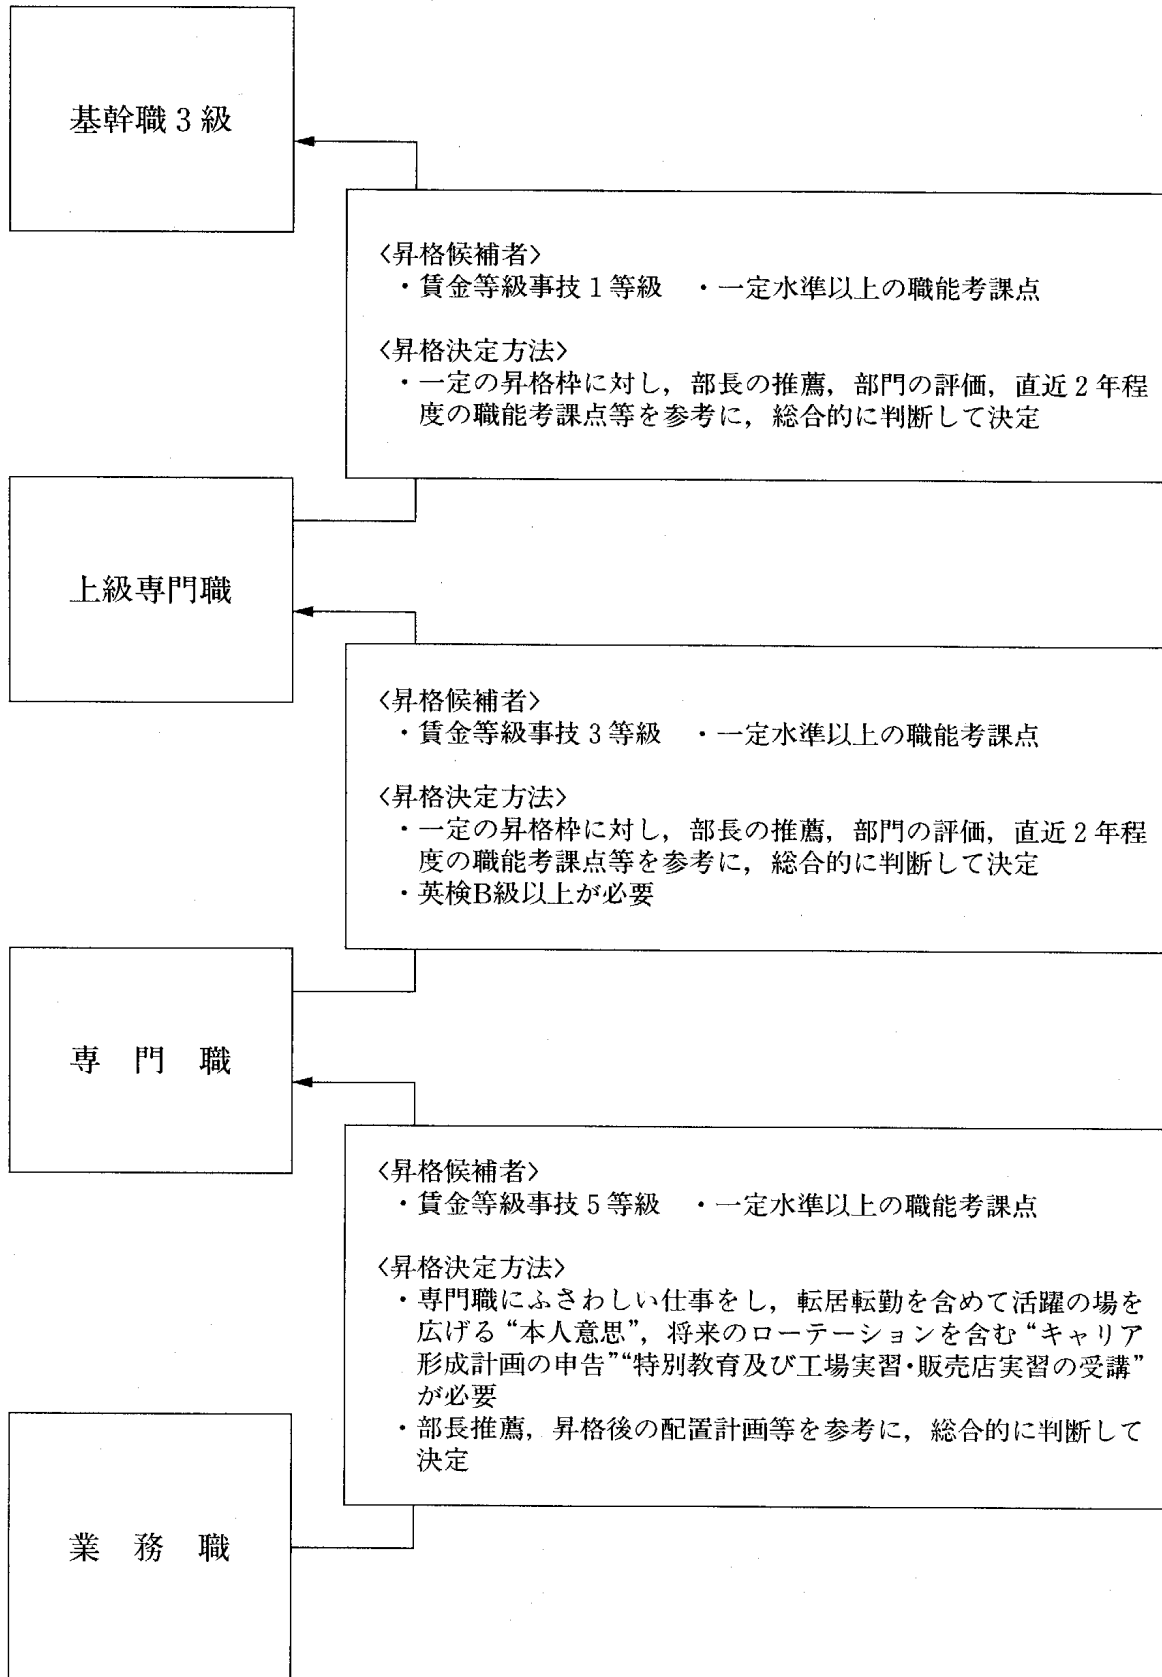 基幹職3級
〈昇格候補者〉
・賃金等級事技1等級　・一定水準以上の職能考課点
〈昇格決定方法〉
・一定の昇格枠に対し，部長の推薦，部門の評価，直近2年程
度の職能考課点等を参考に，総合的に判断して決定
上級専門職
〈昇格候補者〉
・賃金等級事技3等級　・一定水準以上の職能考課点
〈昇格決定方法〉
・一定の昇格枠に対し，部長の推薦，部門の評価，直近2年程
度の職能考課点等を参考に，総合的に判断して決定
・英検B級以上が必要
専　門　職
〈昇格候補者〉
・賃金等級事技5等級　・一定水準以上の職能考課点
〈昇格決定方法〉
・専門職にふさわしい仕事をし，転居転勤を含めて活躍の場を
広げる“本人意思”，将来のローテーションを含む“キャリア
形成計画の申告”“特別教育及び工場実習・販売店実習の受講”
が必要
・部長推薦，昇格後の配置計画等を参考に，総合的に判断して
決定
業　務　職